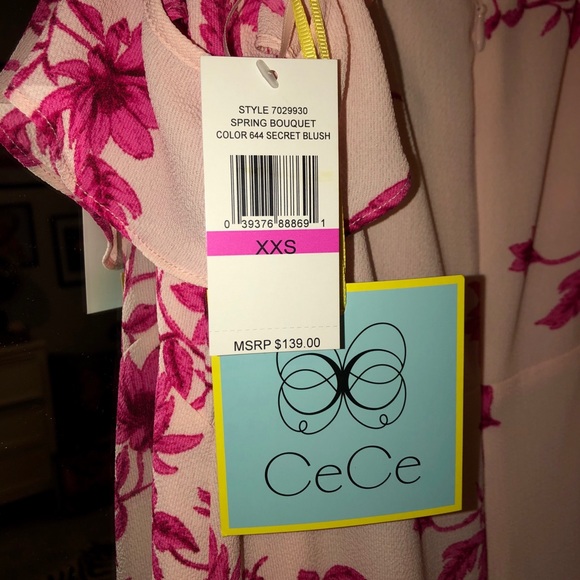 STYLE 7029930
SPRING BOUQUET
COLOR 644 SECRET BLUSH
0 39376 88869 1
XXS
MSRP $139.00
CeCe